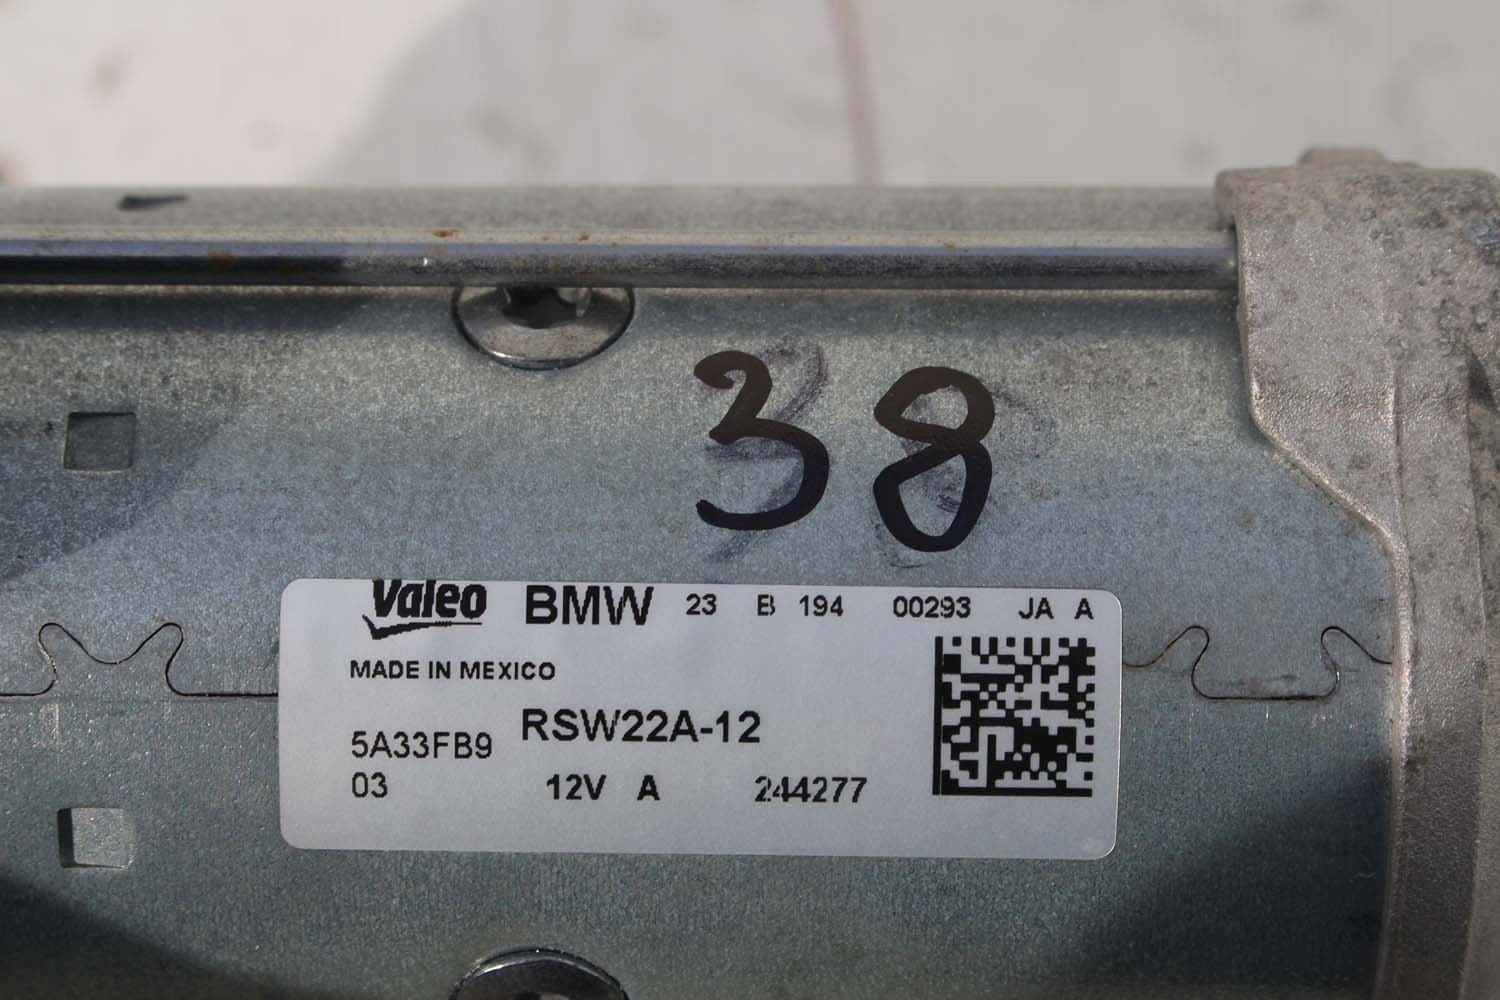 38
Valeo BMW 23 B 194 00293 JA A
MADE IN MEXICO
RSW22A-12
5A33FB9
03 12V A 244277